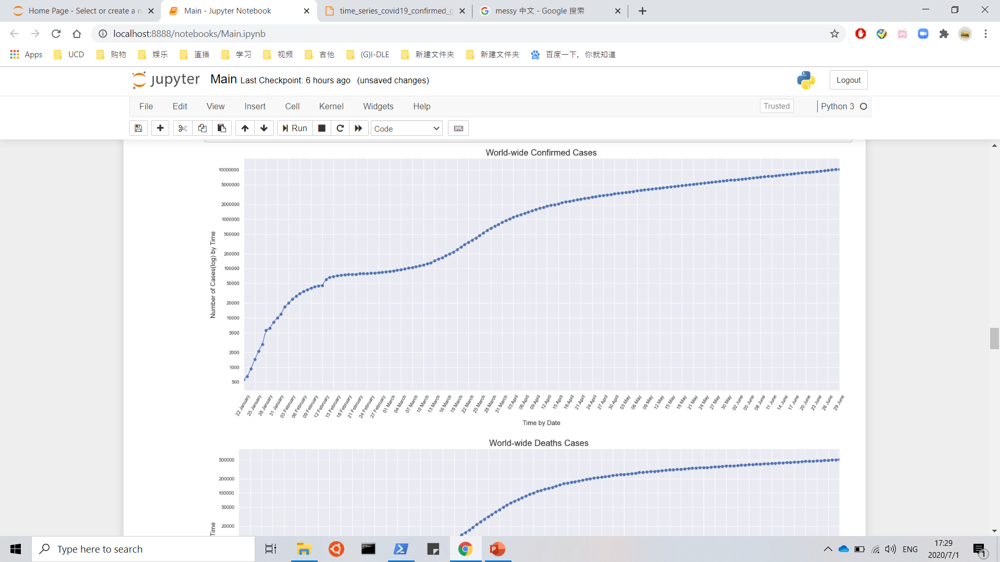 Home Page - Select or create a n
Main - Jupyter Notebook
time_series_covid19_confirmed_g
messy 中文 - Google 搜索
localhost:8888/notebooks/Main.ipynb
Apps UCD 购物 娱乐 直播 学习 视频 吉他 (G)I-DLE 新建文件夹 新建文件夹 百度一下，你就知道
jupyter Main Last Checkpoint: 6 hours ago (unsaved changes) Logout
File Edit View Insert Cell Kernel Widgets Help Trusted Python 3
Run Code
World-wide Confirmed Cases
10000000
5000000
2000000
1000000
500000
200000
100000
50000
20000
10000
5000
2000
1000
500
Number of Cases(log) by Time
22 January 25 January 28 January 31 January 03 February 06 February 09 February 12 February 15 February 18 February 21 February 24 February 27 February 01 March 04 March 07 March 10 March 13 March 16 March 19 March 22 March 25 March 28 March 31 March 03 April 06 April 09 April 12 April 15 April 18 April 21 April 24 April 27 April 30 April 03 May 06 May 09 May 12 May 15 May 18 May 21 May 24 May 27 May 30 May 02 June 05 June 08 June 11 June 14 June 17 June 20 June 23 June 26 June 29 June
Time by Date
World-wide Deaths Cases
500000
200000
100000
50000
20000
Time
Type here to search
ENG
17:29
2020/7/1
1